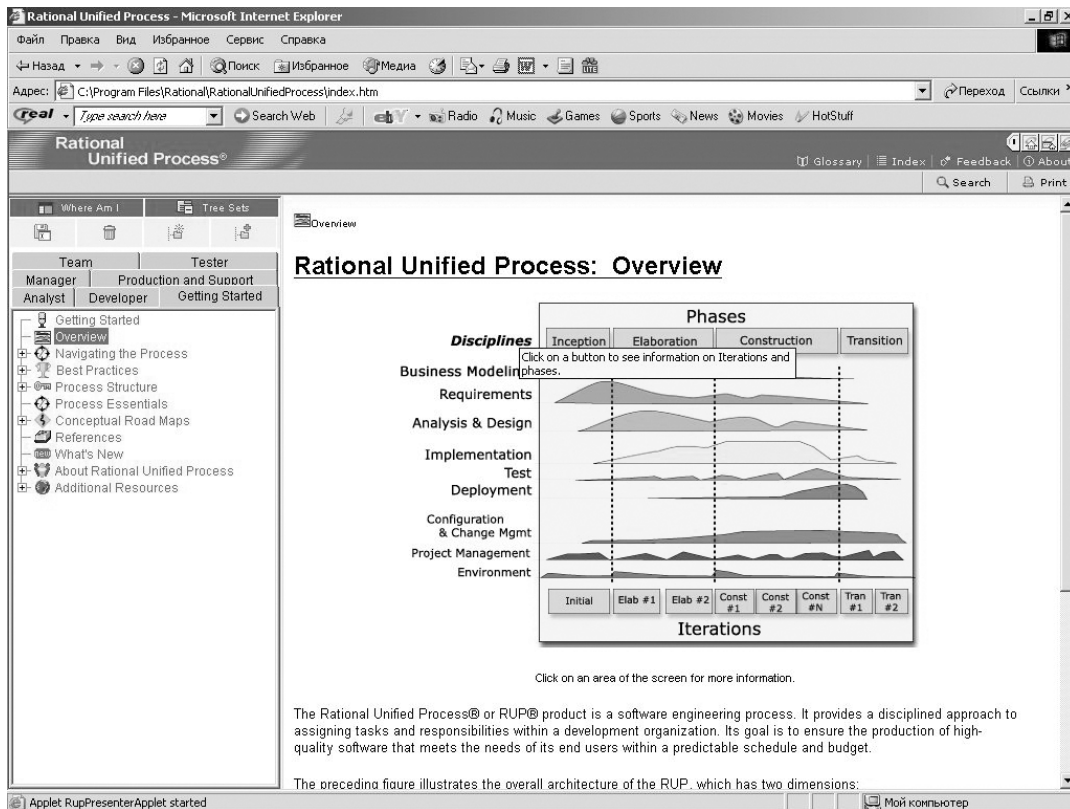 Rational Unified Process - Microsoft Internet Explorer
Файл Правка Вид Избранное Сервис Справка
Назад Поиск Избранное Медиа
Адрес: C:\Program Files\Rational\RationalUnifiedProcess\index.htm Переход Ссылки
real Type search here Search Web Radio Music Games Sports News Movies HotStuff
Rational
Unified Process®
Glossary | Index | Feedback | About
Search Print
Where Am I Tree Sets
Team Tester
Manager Production and Support
Analyst Developer Getting Started
Getting Started
Overview
Navigating the Process
Best Practices
Process Structure
Process Essentials
Conceptual Road Maps
References
What's New
About Rational Unified Process
Additional Resources
Overview
Rational Unified Process: Overview
Phases
Disciplines Inception Elaboration Construction Transition
Click on a button to see information on Iterations and
phases.
Business Modelin
Requirements
Analysis & Design
Implementation
Test
Deployment
Configuration
& Change Mgmt
Project Management
Environment
Initial Elab #1 Elab #2 Const #1 Const #2 Const #N Tran #1 Tran #2
Iterations
Click on an area of the screen for more information.
The Rational Unified Process® or RUP® product is a software engineering process. It provides a disciplined approach to
assigning tasks and responsibilities within a development organization. Its goal is to ensure the production of high-
quality software that meets the needs of its end users within a predictable schedule and budget.
The preceding figure illustrates the overall architecture of the RUP, which has two dimensions:
Applet RupPresenterApplet started Мой компьютер